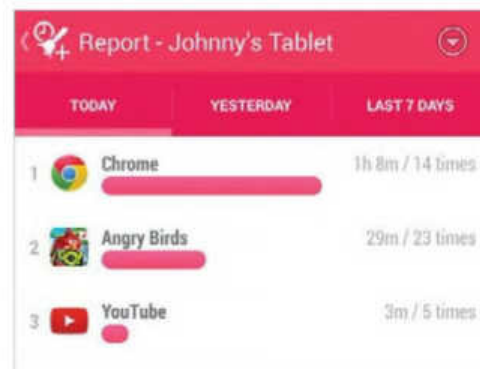 Report - Johnny's Tablet
TODAY YESTERDAY LAST 7 DAYS
1 Chrome 1h 8m / 14 times
2 Angry Birds 29m / 23 times
3 YouTube 3m / 5 times